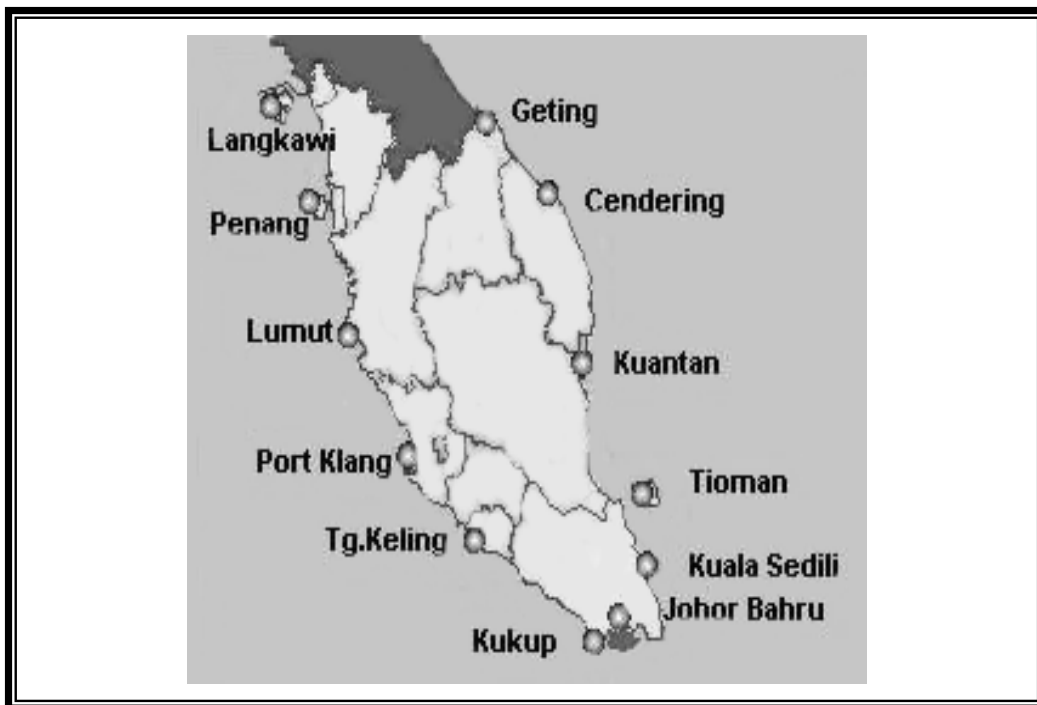 Geting
Langkawi
Cendering
Penang
Lumut
Kuantan
Port Klang
Tioman
Tg.Keling
Kuala Sedili
Johor Bahru
Kukup